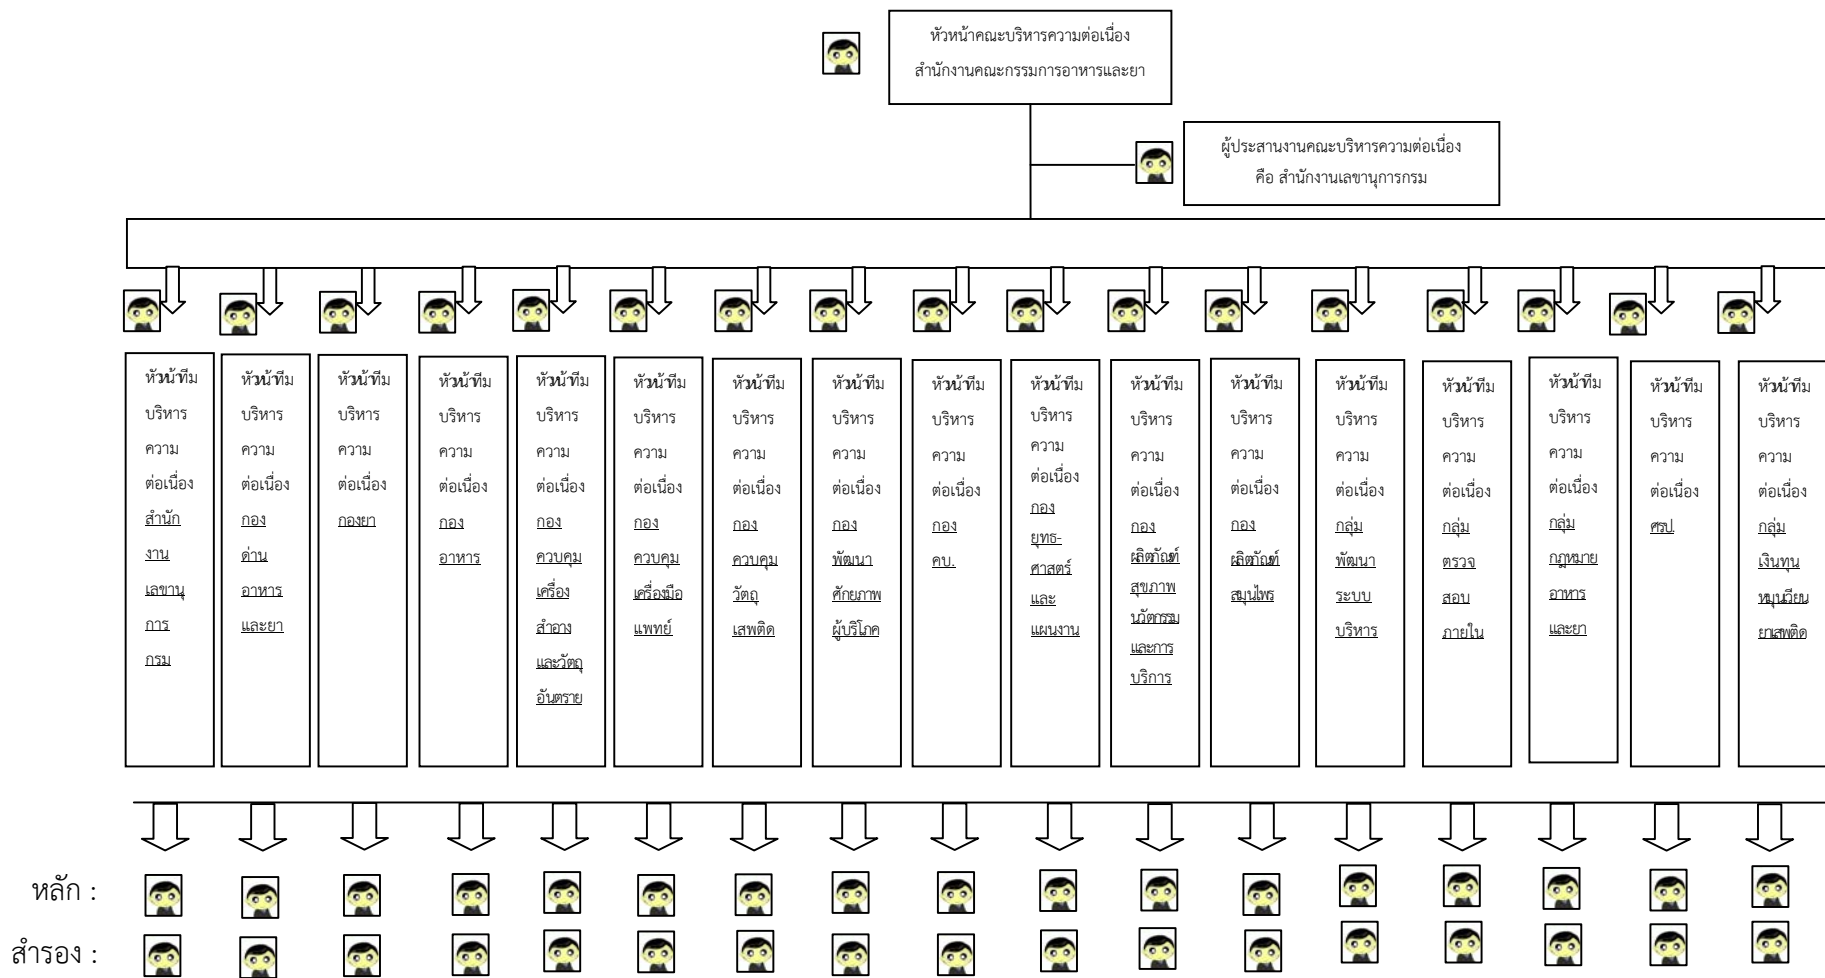 หัวหน้าคณะบริหารความต่อเนื่อง
สำนักงานคณะกรรมการอาหารและยา
ผู้ประสานงานคณะบริหารความต่อเนื่อง
คือ สำนักงานเลขานุการกรม
หัวหน้าทีม
บริหาร
ความ
ต่อเนื่อง
สำนัก
งาน
เลขานุ
การ
กรม
หัวหน้าทีม
บริหาร
ความ
ต่อเนื่อง
กอง
ด่าน
อาหาร
และยา
หัวหน้าทีม
บริหาร
ความ
ต่อเนื่อง
กองยา
หัวหน้าทีม
บริหาร
ความ
ต่อเนื่อง
กอง
อาหาร
หัวหน้าทีม
บริหาร
ความ
ต่อเนื่อง
กอง
ควบคุม
เครื่อง
สำอาง
และวัตถุ
อันตราย
หัวหน้าทีม
บริหาร
ความ
ต่อเนื่อง
กอง
ควบคุม
เครื่องมือ
แพทย์
หัวหน้าทีม
บริหาร
ความ
ต่อเนื่อง
กอง
ควบคุม
วัตถุ
เสพติด
หัวหน้าทีม
บริหาร
ความ
ต่อเนื่อง
กอง
พัฒนา
ศักยภาพ
ผู้บริโภค
หัวหน้าทีม
บริหาร
ความ
ต่อเนื่อง
กอง
คบ.
หัวหน้าทีม
บริหาร
ความ
ต่อเนื่อง
กอง
ยุทธ-
ศาสตร์
และ
แผนงาน
หัวหน้าทีม
บริหาร
ความ
ต่อเนื่อง
กอง
ผลิตภัณฑ์
สุขภาพ
นวัตกรรม
และการ
บริการ
หัวหน้าทีม
บริหาร
ความ
ต่อเนื่อง
กอง
ผลิตภัณฑ์
สมุนไพร
หัวหน้าทีม
บริหาร
ความ
ต่อเนื่อง
กลุ่ม
พัฒนา
ระบบ
บริหาร
หัวหน้าทีม
บริหาร
ความ
ต่อเนื่อง
กลุ่ม
ตรวจ
สอบ
ภายใน
หัวหน้าทีม
บริหาร
ความ
ต่อเนื่อง
กลุ่ม
กฎหมาย
อาหาร
และยา
หัวหน้าทีม
บริหาร
ความ
ต่อเนื่อง
ศรป.
หัวหน้าทีม
บริหาร
ความ
ต่อเนื่อง
กลุ่ม
เงินทุน
หมุนเวียน
ยาเสพติด
หลัก :
สำรอง :